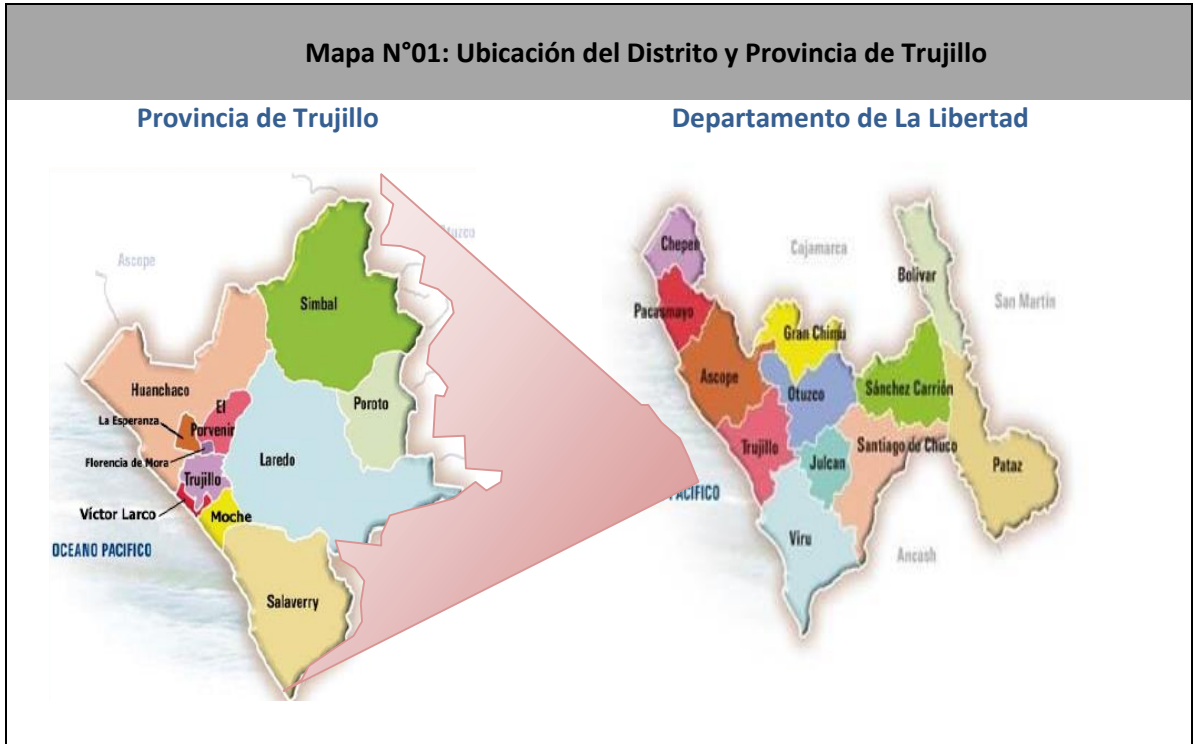 Mapa N°01: Ubicación del Distrito y Provincia de Trujillo
Provincia de Trujillo
Ascope
Simbal
Huanchaco
La Esperanza
El
Porvenir
Poroto
Florencia de Mora
Laredo
Trujillo
Víctor Larco
Moche
OCEANO PACIFICO
Salaverry
Departamento de La Libertad
Chepen
Cajamarca
Bolivar
San Martin
Pacasmayo
Gran Chimu
Ascope
Otuzco
Sánchez Carrión
Trujillo
Julcan
Santiago de Chuco
Pataz
PACIFICO
Viru
Ancash